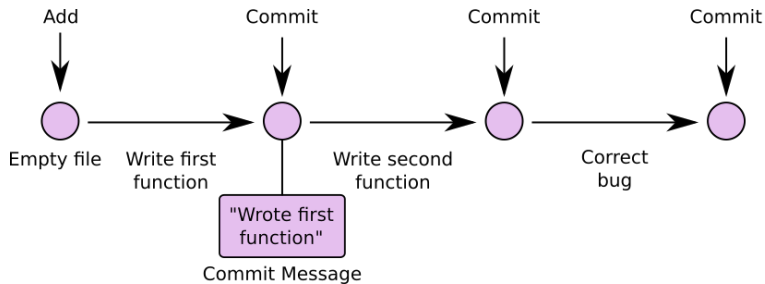 Add
Commit
Commit
Commit
Empty file
Write first
function
Write second
function
Correct
bug
"Wrote first
function"
Commit Message